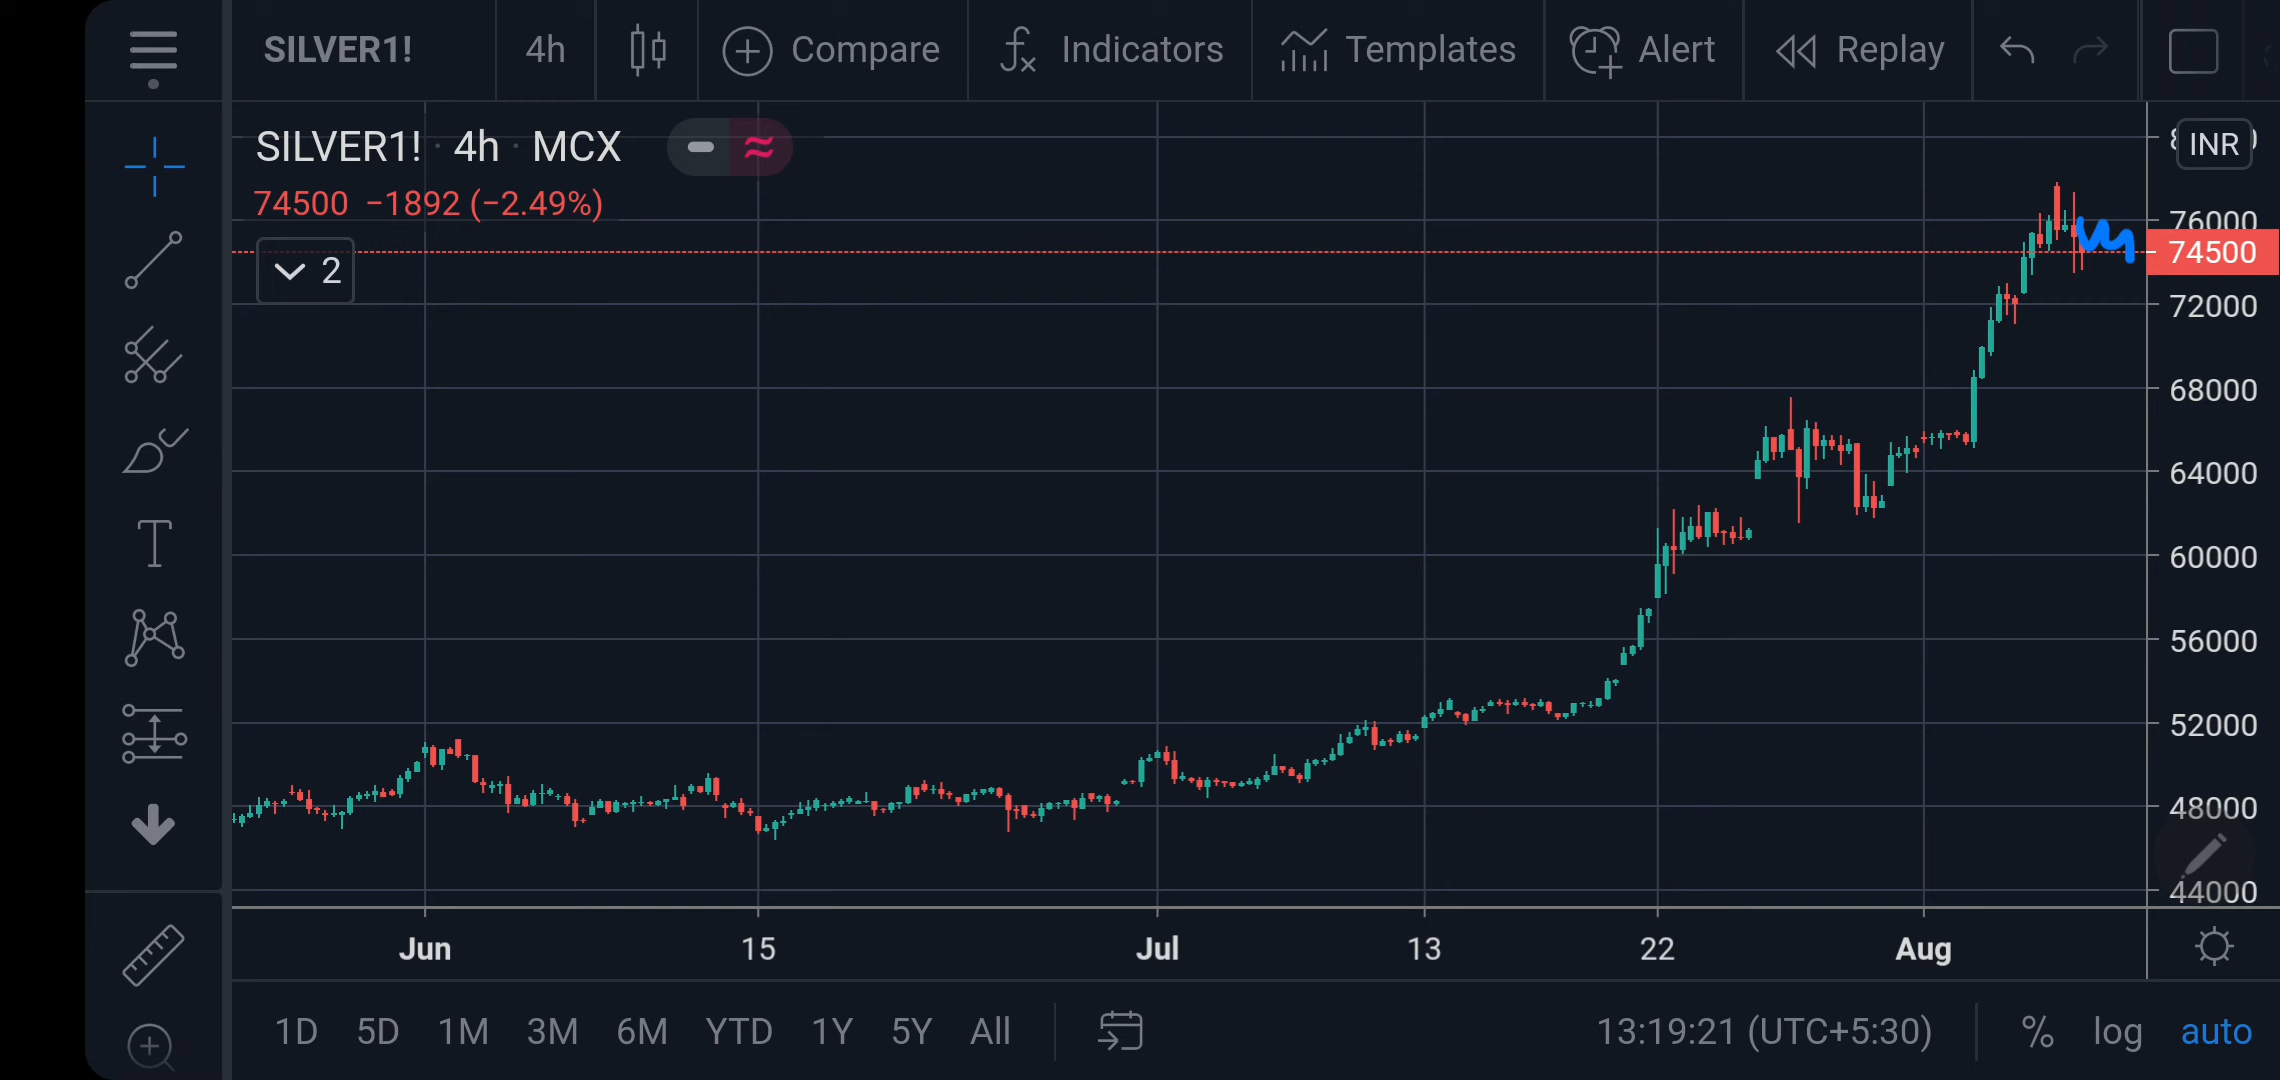 SILVER1! 4h Compare Indicators Templates Alert Replay
SILVER1! · 4h · MCX
INR
74500 −1892 (−2.49%)
2
76000
74500
72000
68000
64000
60000
56000
52000
48000
44000
Jun 15 Jul 13 22 Aug
1D 5D 1M 3M 6M YTD 1Y 5Y All 13:19:21 (UTC+5:30) % log auto